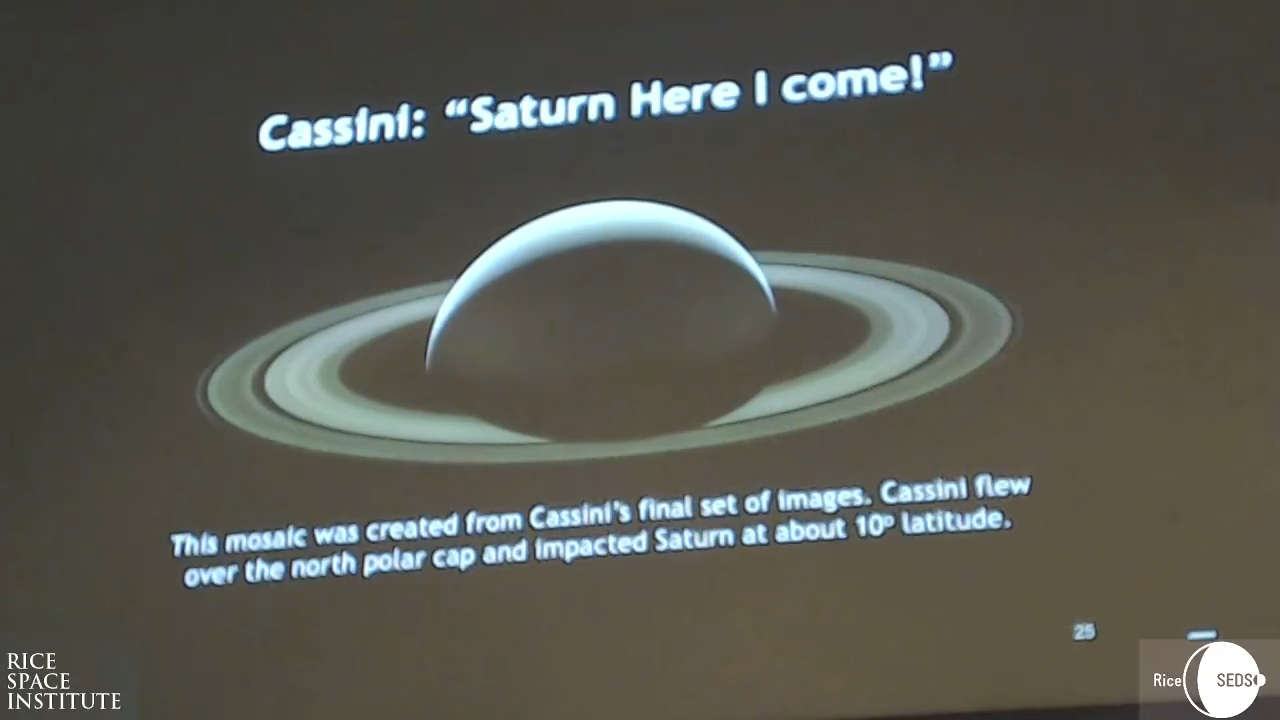 Cassini: “Saturn Here I come!”
This mosaic was created from Cassini's final set of images. Cassini flew
over the north polar cap and impacted Saturn at about 10º latitude.
25
RICE
SPACE
INSTITUTE
Rice SEDS